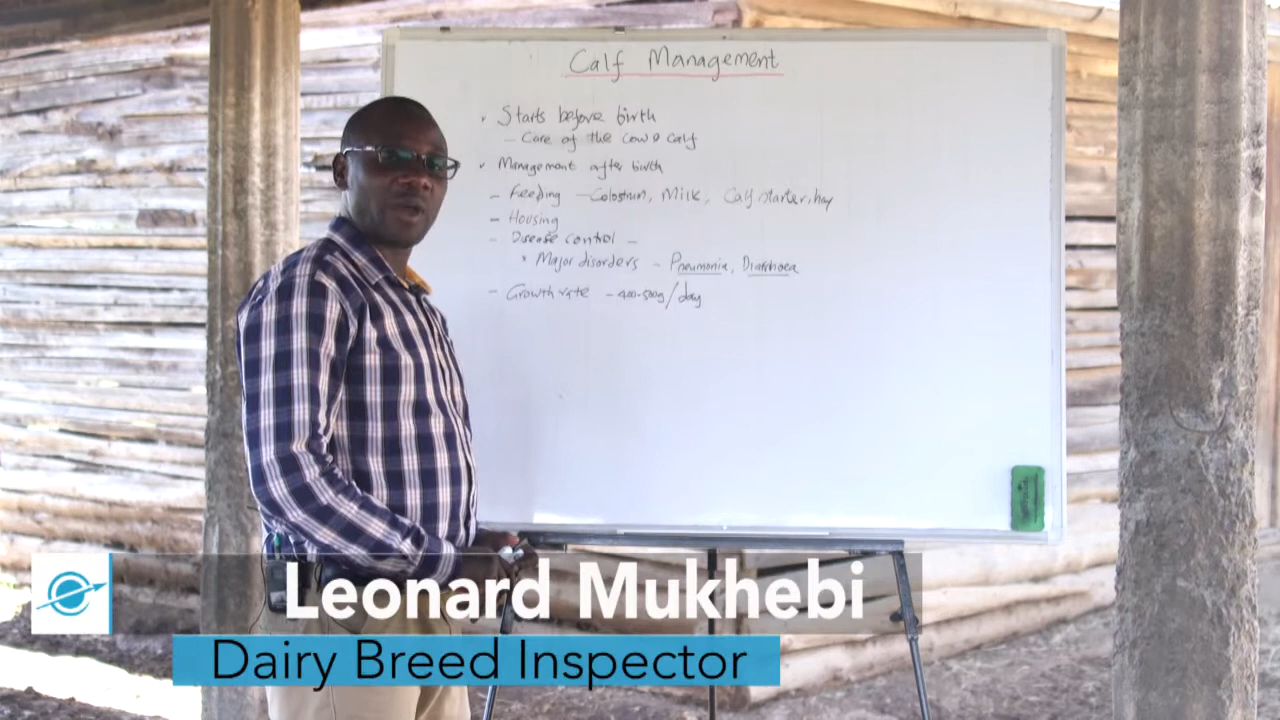 Calf Management
• Starts before birth
– Care of the cow & calf
• Management after birth
– Feeding – Colostrum, Milk, Calf starter, hay
– Housing
– Disease control –
* Major disorders – Pneumonia, Diarrhoea
– Growth rate – 400-500g/day
Leonard Mukhebi
Dairy Breed Inspector